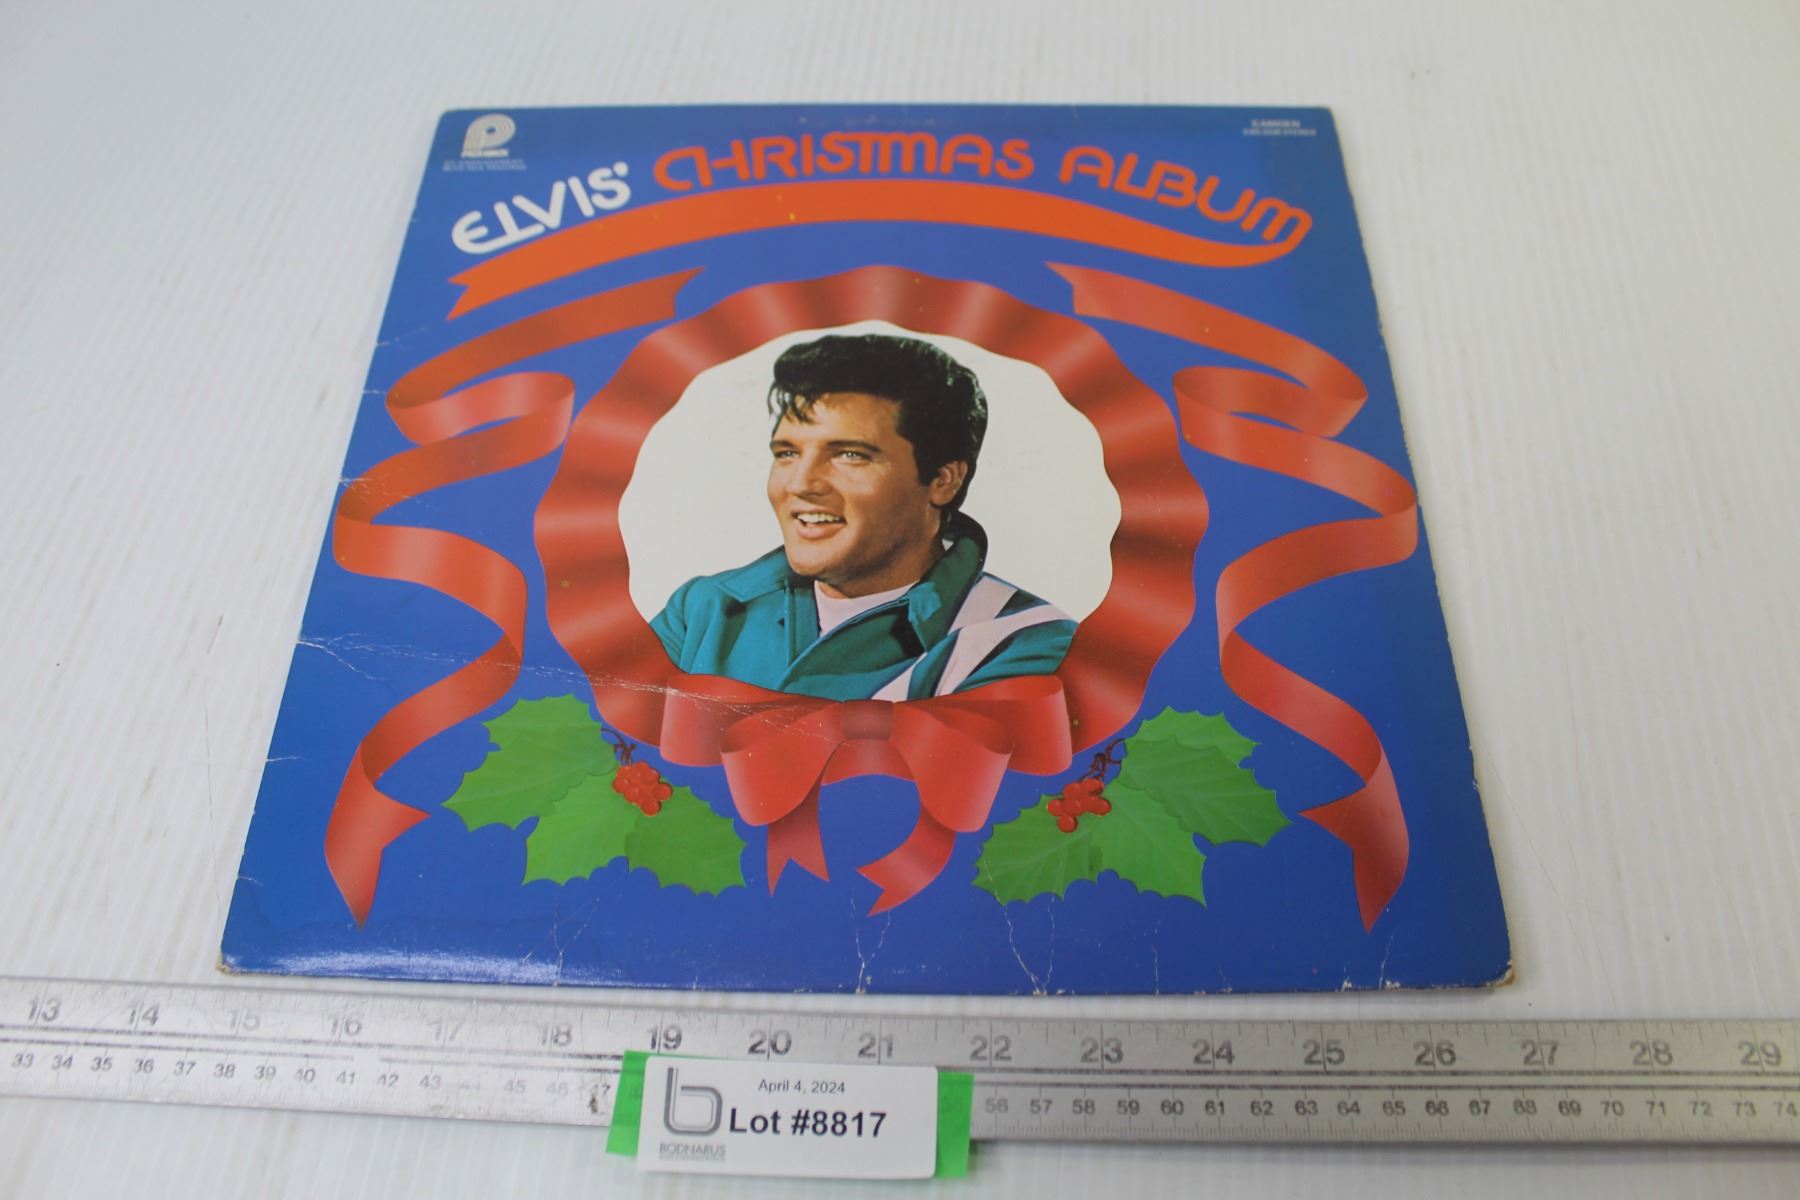 PICKWICK
CAMDEN
ELVIS' CHRISTMAS ALBUM
13 14 15 16 17 18 19 20 21 22 23 24 25 26 27 28 29
33 34 35 36 37 38 39 40 41 42 43 44 45 46 47 56 57 58 59 60 61 62 63 64 65 66 67 68 69 70 71 72 73 74
April 4, 2024
Lot #8817
BODNARUS